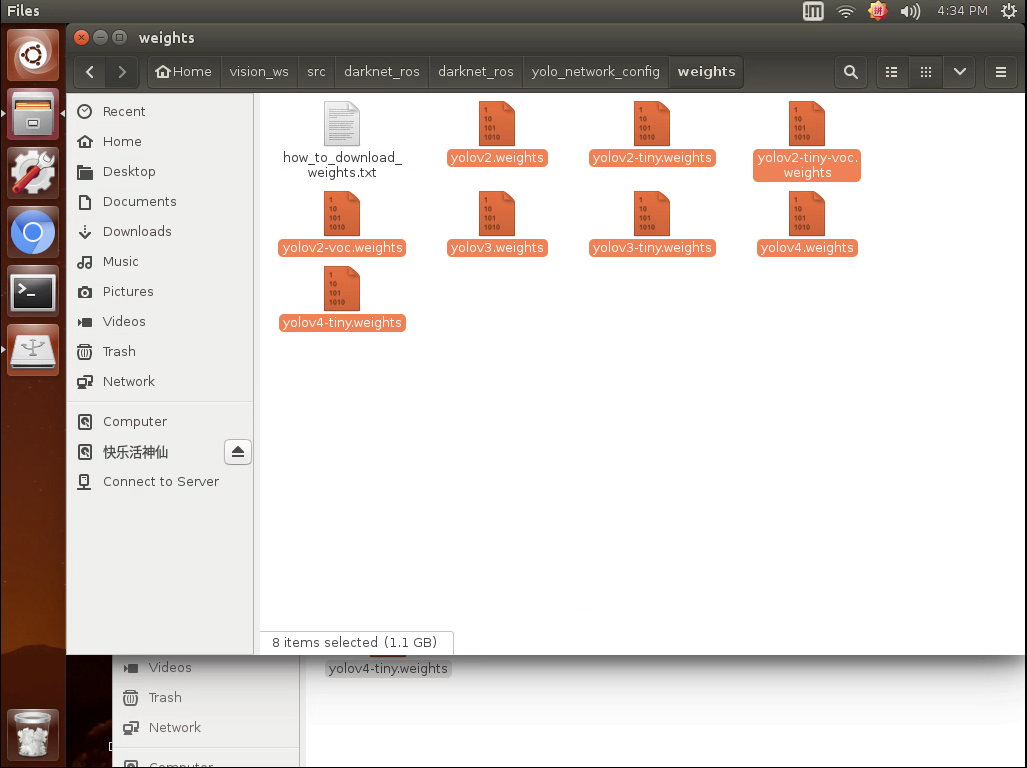 Files
4:34 PM
weights
Home
vision_ws
src
darknet_ros
darknet_ros
yolo_network_config
weights
Recent
Home
Desktop
Documents
Downloads
Music
Pictures
Videos
Trash
Network
Computer
快乐活神仙
Connect to Server
how_to_download_
weights.txt
yolov2.weights
yolov2-tiny.weights
yolov2-tiny-voc.
weights
yolov2-voc.weights
yolov3.weights
yolov3-tiny.weights
yolov4.weights
yolov4-tiny.weights
8 items selected (1.1 GB)
Videos
Trash
Network
Computer
yolov4-tiny.weights